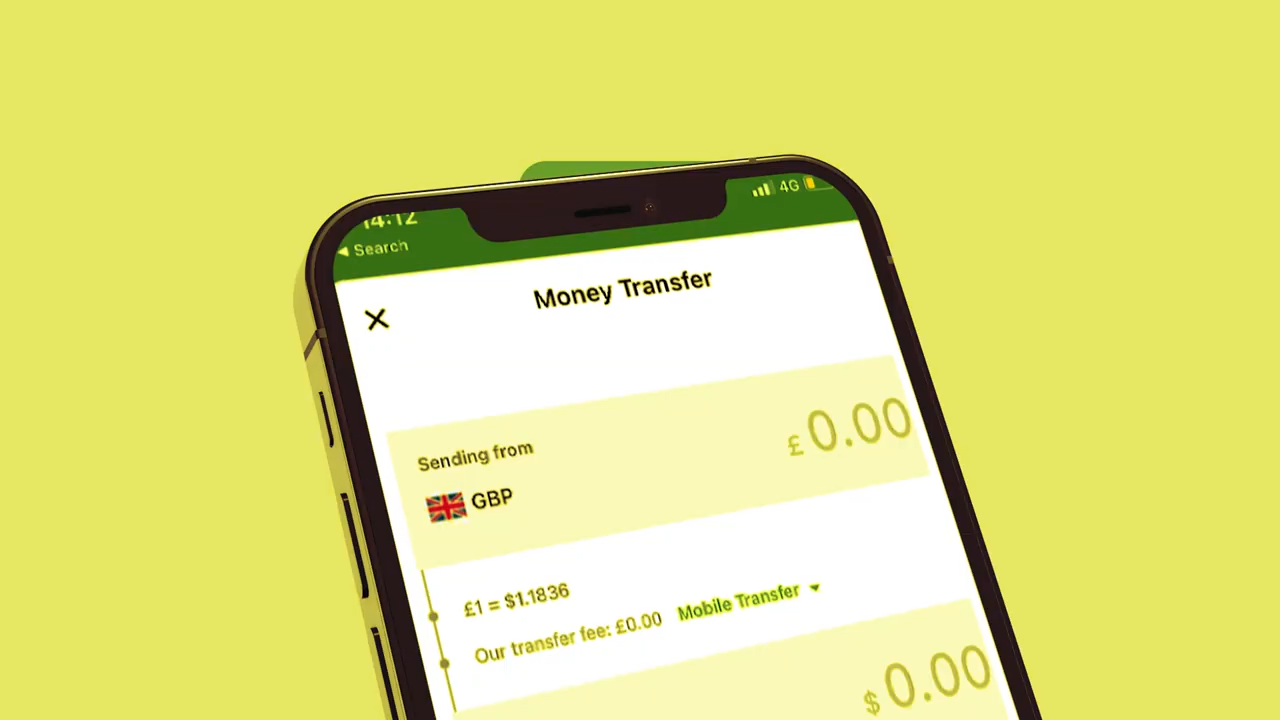 14:12
4G
◀ Search
Money Transfer
Sending from
£ 0.00
GBP
£1 = $1.1836
Our transfer fee: £0.00 Mobile Transfer
$ 0.00